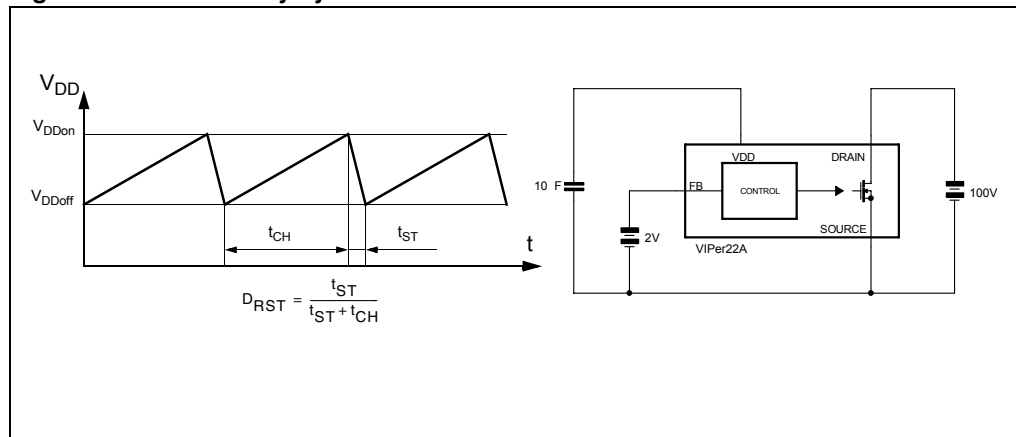 V_DD
V_DDon
V_DDoff
t_CH
t_ST
t
D_RST = t_ST / (t_ST + t_CH)
10 F
VDD
DRAIN
FB
CONTROL
SOURCE
2V
VIPer22A
100V